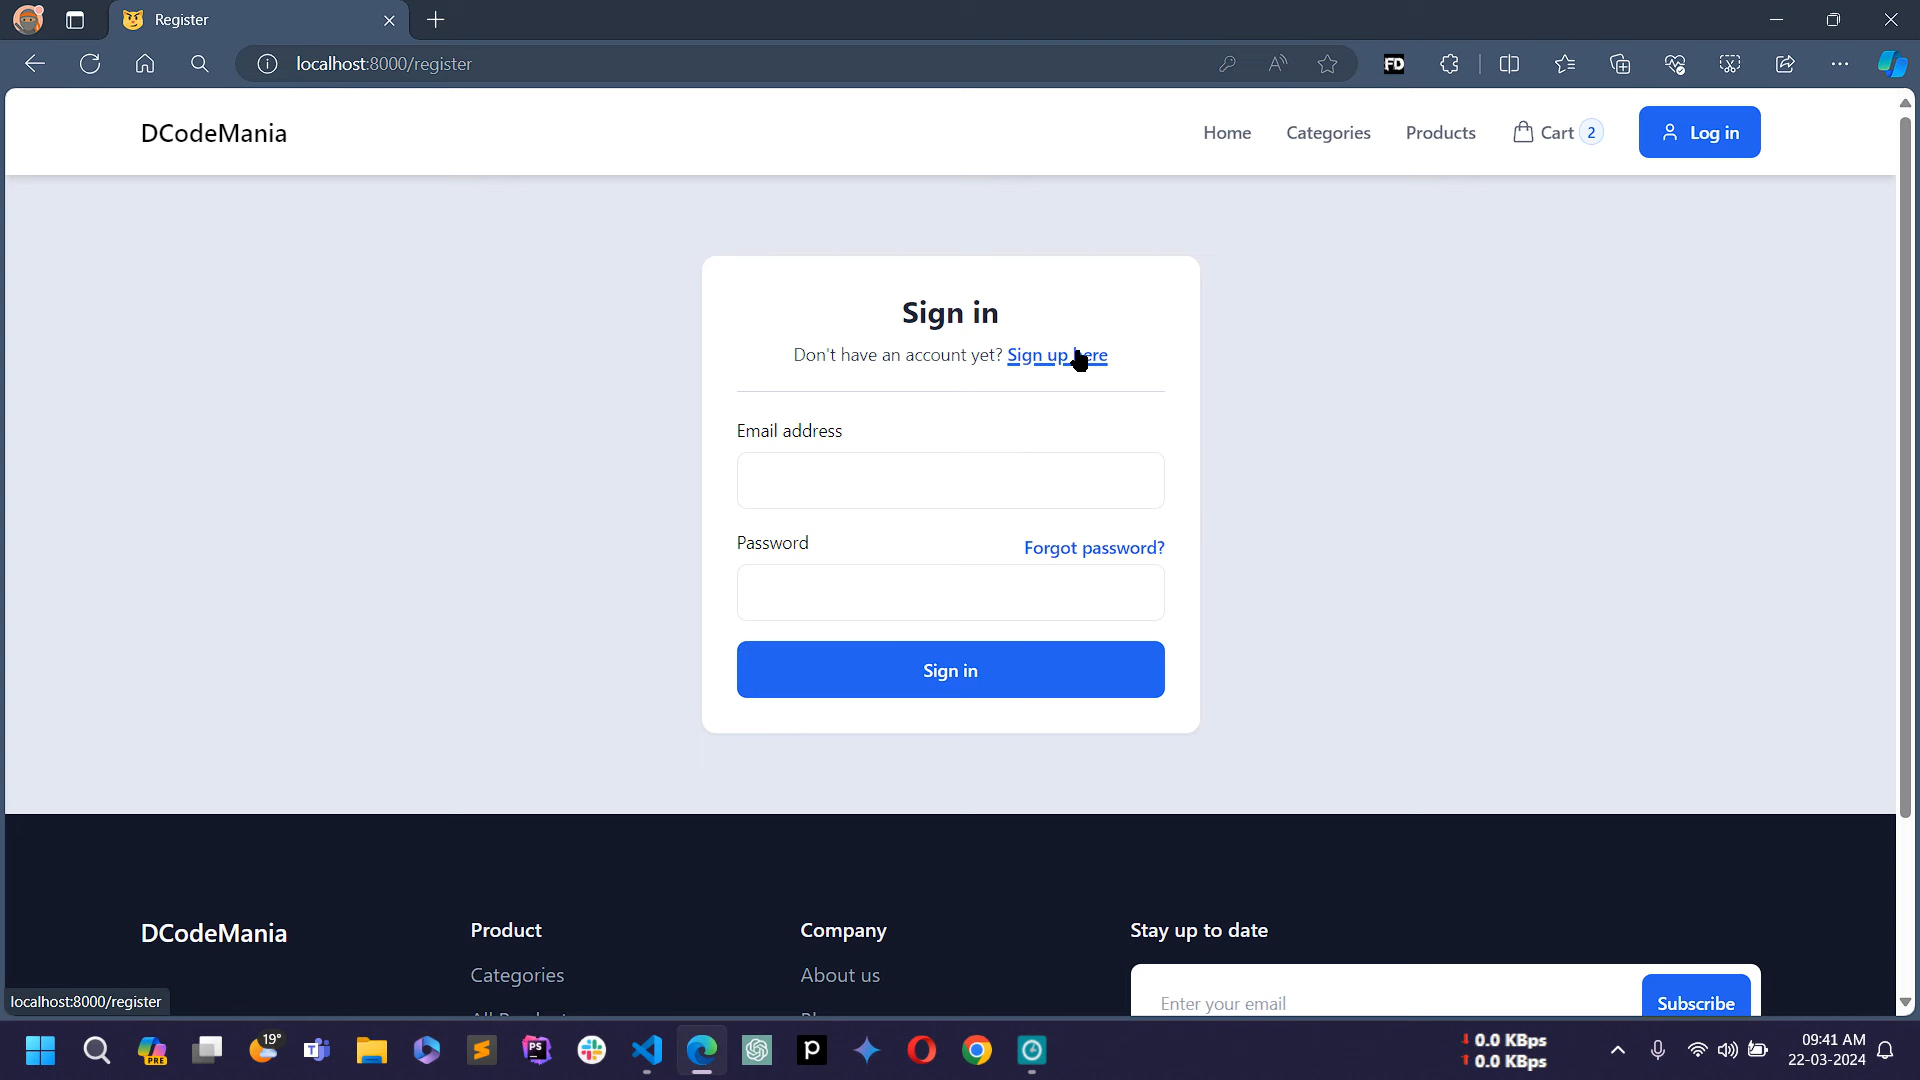 Register
localhost:8000/register
FD
DCodeMania
Home
Categories
Products
Cart 2
Log in
Sign in
Don't have an account yet? Sign up here
Email address
Password
Forgot password?
Sign in
DCodeMania
Product
Company
Stay up to date
Categories
About us
Enter your email
Subscribe
localhost:8000/register
PRE
19°
PS
0.0 KBps
0.0 KBps
09:41 AM
22-03-2024